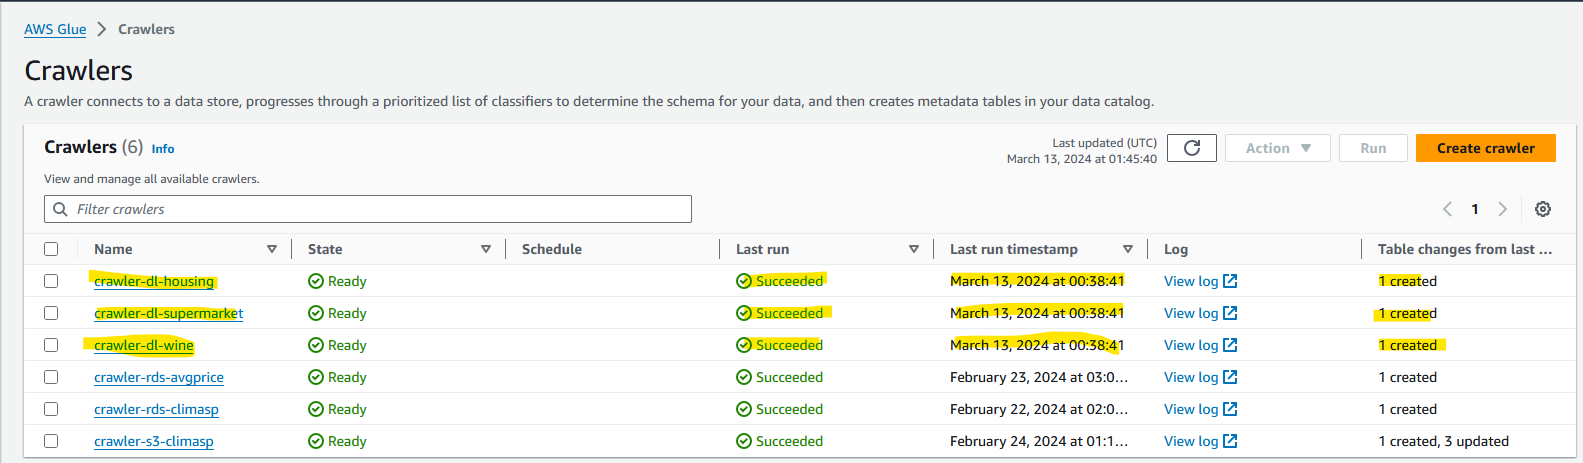 AWS Glue > Crawlers
Crawlers
A crawler connects to a data store, progresses through a prioritized list of classifiers to determine the schema for your data, and then creates metadata tables in your data catalog.
Crawlers (6) Info
Last updated (UTC)
March 13, 2024 at 01:45:40
Action
Run
Create crawler
View and manage all available crawlers.
Filter crawlers
1
Name State Schedule Last run Last run timestamp Log Table changes from last ...
crawler-dl-housing Ready Succeeded March 13, 2024 at 00:38:41 View log 1 created
crawler-dl-supermarket Ready Succeeded March 13, 2024 at 00:38:41 View log 1 created
crawler-dl-wine Ready Succeeded March 13, 2024 at 00:38:41 View log 1 created
crawler-rds-avgprice Ready Succeeded February 23, 2024 at 03:0... View log 1 created
crawler-rds-climasp Ready Succeeded February 22, 2024 at 02:0... View log 1 created
crawler-s3-climasp Ready Succeeded February 24, 2024 at 01:1... View log 1 created, 3 updated